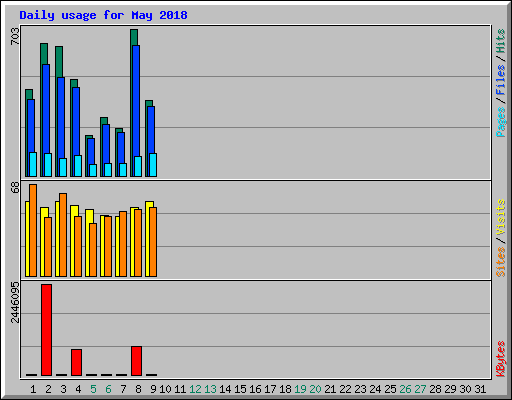 Daily usage for May 2018
703
Pages / Files / Hits
68
Sites / Visits
2446095
KBytes
1 2 3 4 5 6 7 8 9 10 11 12 13 14 15 16 17 18 19 20 21 22 23 24 25 26 27 28 29 30 31